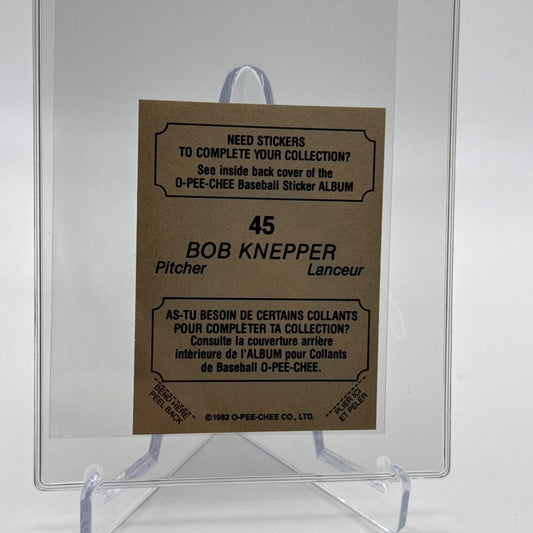 NEED STICKERS
TO COMPLETE YOUR COLLECTION?
See inside back cover of the
O-PEE-CHEE Baseball Sticker ALBUM
45
BOB KNEPPER
Pitcher Lanceur
AS-TU BESOIN DE CERTAINS COLLANTS
POUR COMPLÉTER TA COLLECTION?
Consulte la couverture arrière
intérieure de l'ALBUM pour Collants
de Baseball O-PEE-CHEE.
BEND HERE
PEEL BACK
PLIER ICI
ET PELER
©1982 O-PEE-CHEE CO., LTD.